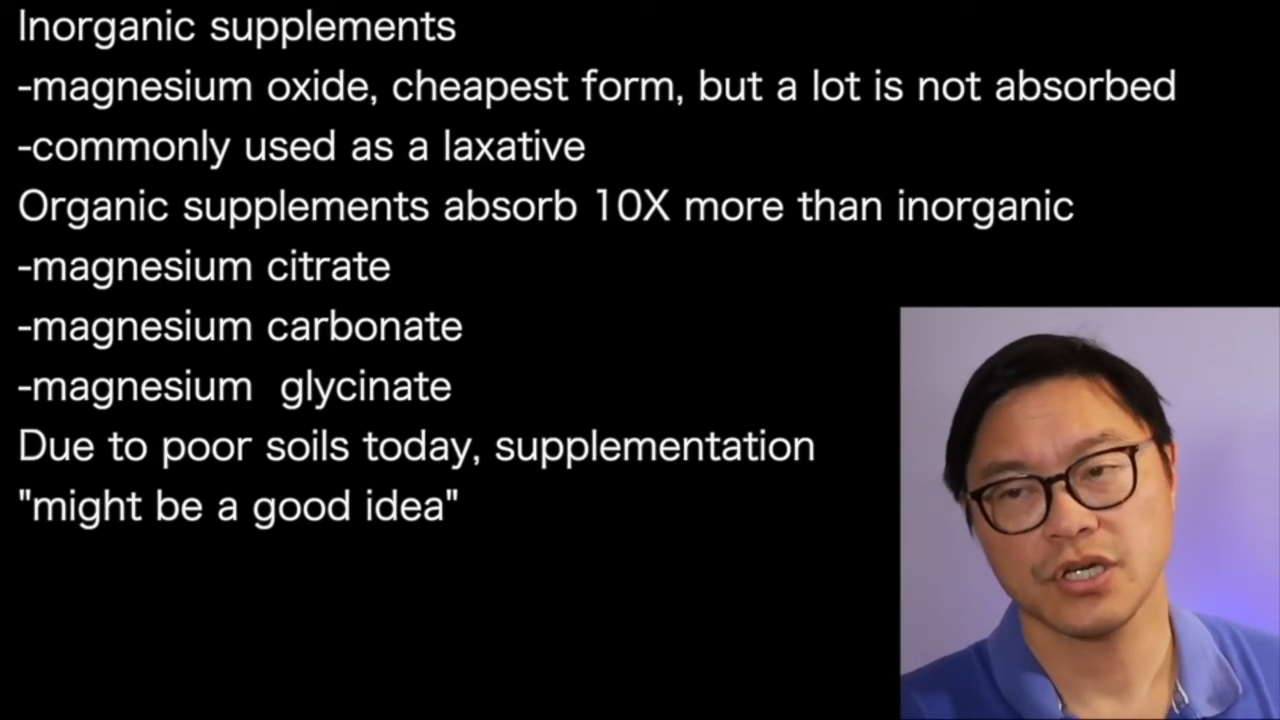 Inorganic supplements
-magnesium oxide, cheapest form, but a lot is not absorbed
-commonly used as a laxative
Organic supplements absorb 10X more than inorganic
-magnesium citrate
-magnesium carbonate
-magnesium  glycinate
Due to poor soils today, supplementation
"might be a good idea"